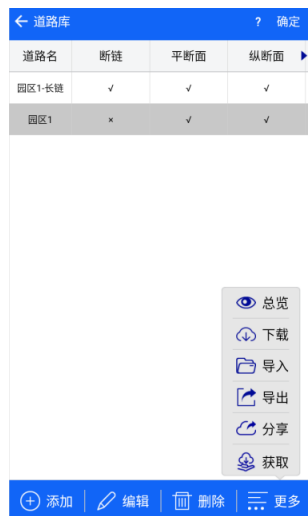 道路库 ? 确定
道路名 断链 平断面 纵断面
园区1-长链 √ √ √
园区1 × √ √
总览
下载
导入
导出
分享
获取
添加 编辑 删除 更多